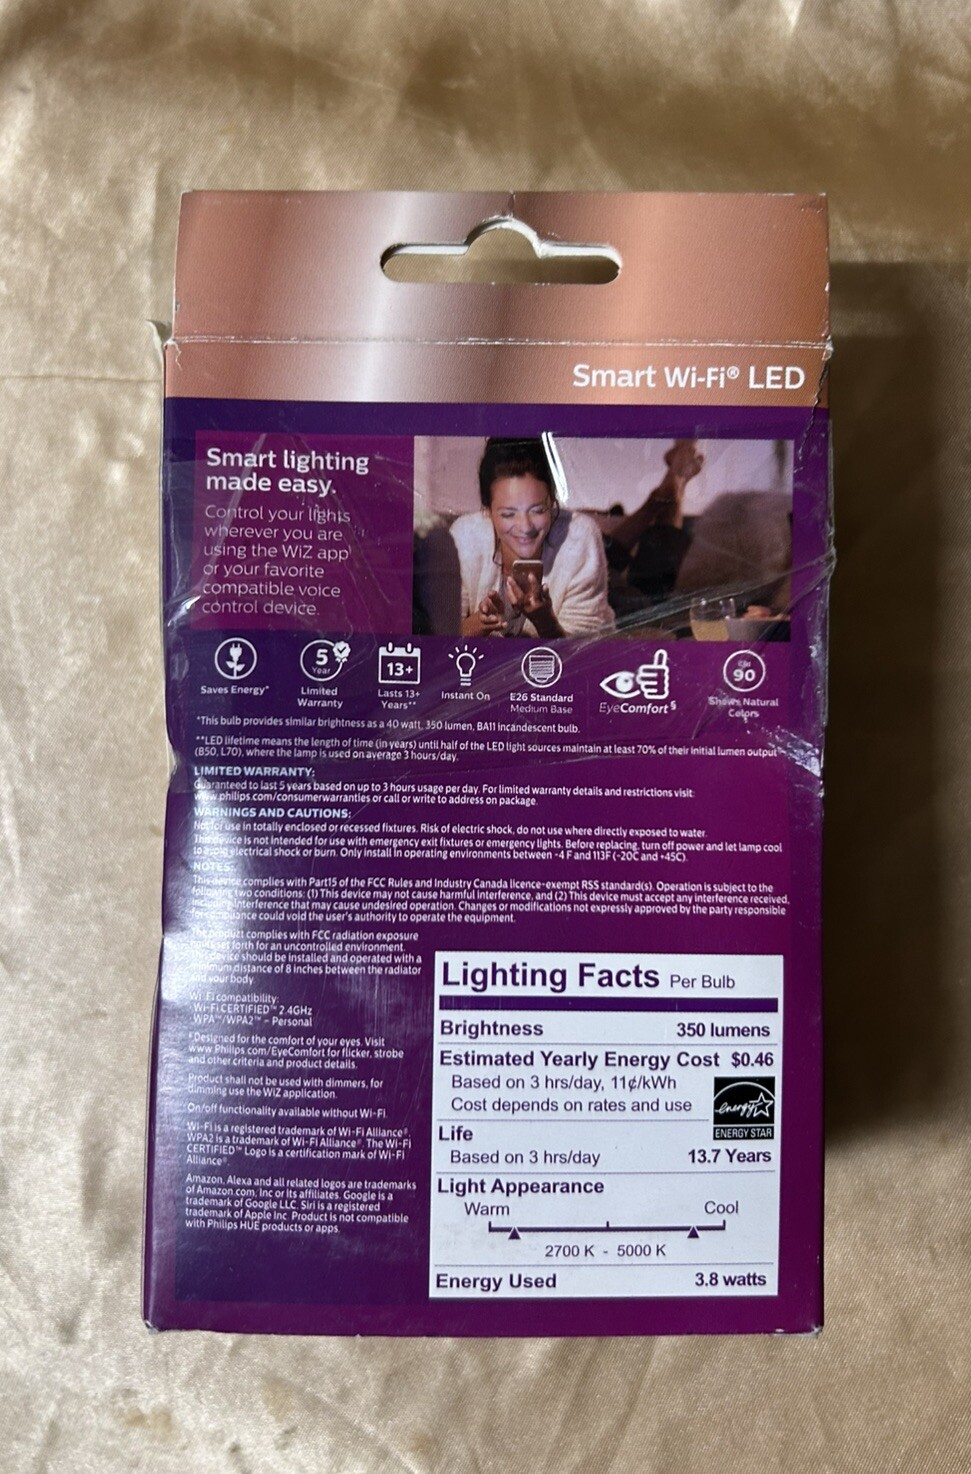 Smart Wi-Fi® LED
Smart lighting
made easy.
Control your lights
wherever you are
using the WiZ app
or your favorite
compatible voice
control device.
Saves Energy*
5
Year
Limited
Warranty
13+
Lasts 13+
Years**
Instant On
E26 Standard
Medium Base
EyeComfort§
CRI
90
Shows Natural
Colors
*This bulb provides similar brightness as a 40 watt, 350 lumen, BA11 incandescent bulb.
**LED lifetime means the length of time (in years) until half of the LED light sources maintain at least 70% of their initial lumen output
(B50, L70), where the lamp is used on average 3 hours/day.
LIMITED WARRANTY:
Guaranteed to last 5 years based on up to 3 hours usage per day. For limited warranty details and restrictions visit:
www.philips.com/consumerwarranties or call or write to address on package.
WARNINGS AND CAUTIONS:
Not for use in totally enclosed or recessed fixtures. Risk of electric shock, do not use where directly exposed to water.
This device is not intended for use with emergency exit fixtures or emergency lights. Before replacing, turn off power and let lamp cool
to avoid electrical shock or burn. Only install in operating environments between -4 F and 113F (-20C and +45C).
NOTES:
This device complies with Part15 of the FCC Rules and Industry Canada licence-exempt RSS standard(s). Operation is subject to the
following two conditions: (1) This device may not cause harmful interference, and (2) This device must accept any interference received,
including interference that may cause undesired operation. Changes or modifications not expressly approved by the party responsible
for compliance could void the user's authority to operate the equipment.
The product complies with FCC radiation exposure
limits set forth for an uncontrolled environment.
This device should be installed and operated with a
minimum distance of 8 inches between the radiator
and your body.
Wi-Fi compatibility:
Wi-Fi CERTIFIED™ 2.4GHz
WPA™/WPA2™ - Personal
§Designed for the comfort of your eyes. Visit
www.Philips.com/EyeComfort for flicker, strobe
and other criteria and product details.
Product shall not be used with dimmers, for
dimming use the WiZ application.
On/off functionality available without Wi-Fi.
Wi-Fi is a registered trademark of Wi-Fi Alliance®.
WPA2 is a trademark of Wi-Fi Alliance®. The Wi-Fi
CERTIFIED™ Logo is a certification mark of Wi-Fi
Alliance®.
Amazon, Alexa and all related logos are trademarks
of Amazon.com, Inc or its affiliates. Google is a
trademark of Google LLC. Siri is a registered
trademark of Apple Inc. Product is not compatible
with Philips HUE products or apps.
Lighting Facts Per Bulb
Brightness 350 lumens
Estimated Yearly Energy Cost $0.46
Based on 3 hrs/day, 11¢/kWh
Cost depends on rates and use
energy
ENERGY STAR
Life
Based on 3 hrs/day 13.7 Years
Light Appearance
Warm Cool
2700 K - 5000 K
Energy Used 3.8 watts